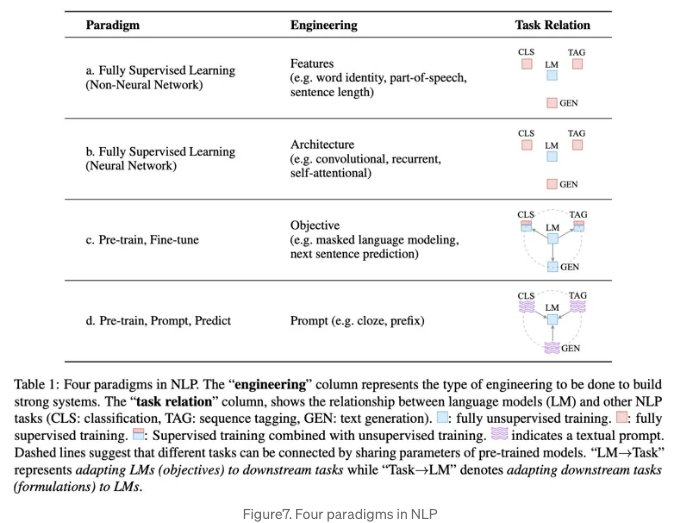 Paradigm Engineering Task Relation
CLS TAG
LM
GEN
a. Fully Supervised Learning
(Non-Neural Network)
Features
(e.g. word identity, part-of-speech,
sentence length)
CLS TAG
LM
GEN
b. Fully Supervised Learning
(Neural Network)
Architecture
(e.g. convolutional, recurrent,
self-attentional)
CLS TAG
LM
GEN
c. Pre-train, Fine-tune
Objective
(e.g. masked language modeling,
next sentence prediction)
CLS TAG
LM
GEN
d. Pre-train, Prompt, Predict
Prompt (e.g. cloze, prefix)
Table 1: Four paradigms in NLP. The “engineering” column represents the type of engineering to be done to build
strong systems. The “task relation” column, shows the relationship between language models (LM) and other NLP
tasks (CLS: classification, TAG: sequence tagging, GEN: text generation). : fully unsupervised training. : fully
supervised training. : Supervised training combined with unsupervised training. indicates a textual prompt.
Dashed lines suggest that different tasks can be connected by sharing parameters of pre-trained models. “LM→Task”
represents adapting LMs (objectives) to downstream tasks while “Task→LM” denotes adapting downstream tasks
(formulations) to LMs.
Figure7. Four paradigms in NLP